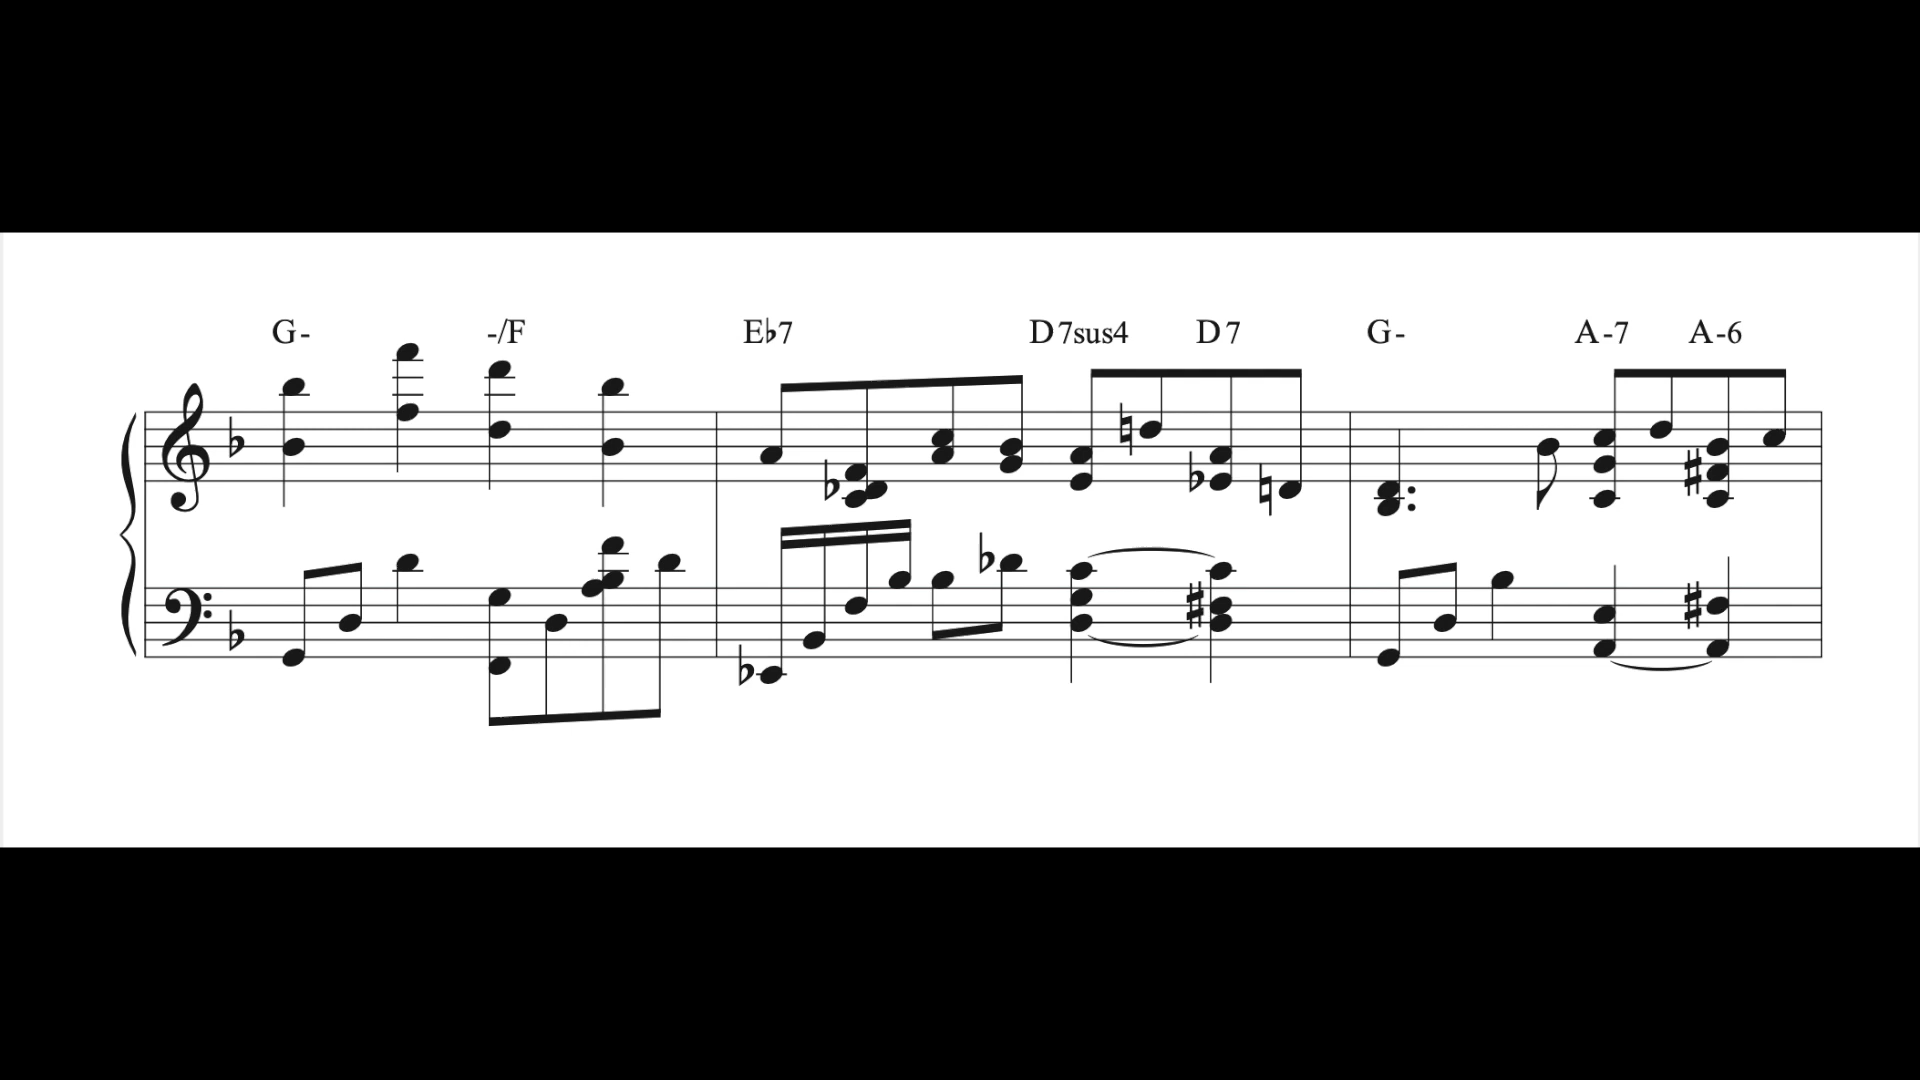 G- -/F E♭7 D7sus4 D7 G- A-7 A-6